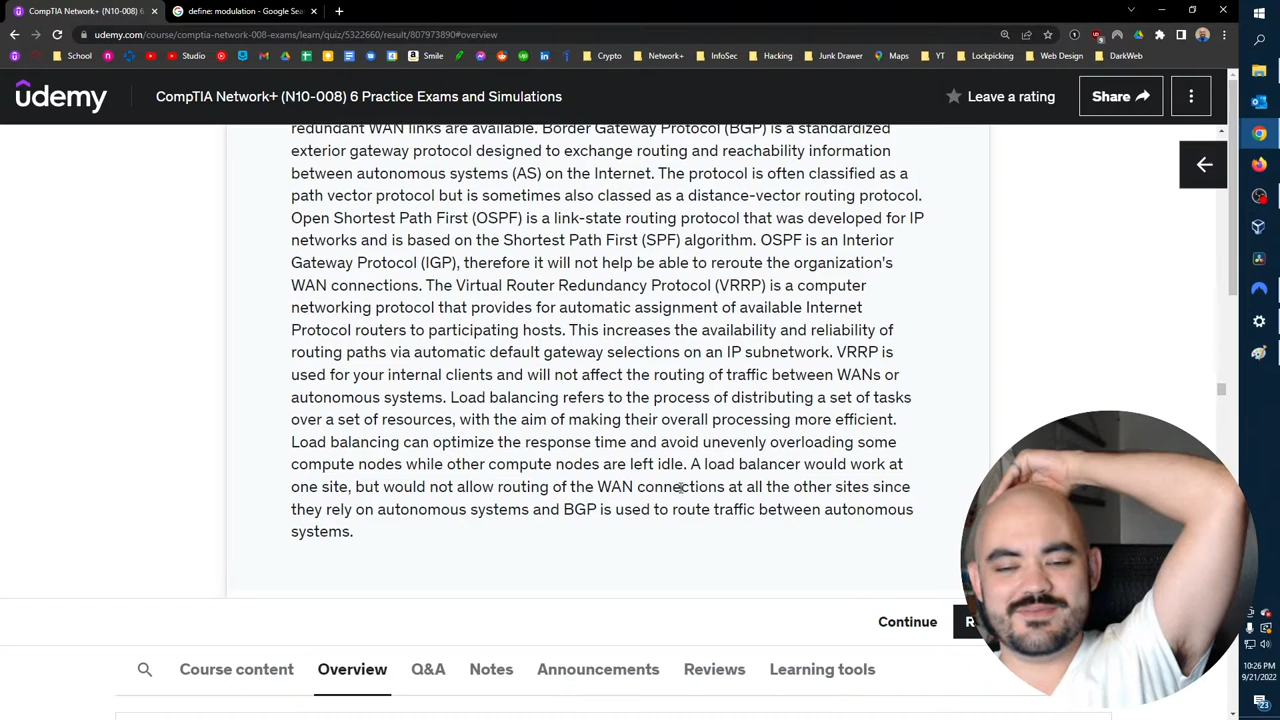 CompTIA Network+ (N10-008) 6
define: modulation - Google Sea
udemy.com/course/comptia-network-008-exams/learn/quiz/5322660/result/807973890#overview
School
Studio
Smile
Crypto
Network+
InfoSec
Hacking
Junk Drawer
Maps
YT
Lockpicking
Web Design
DarkWeb
udemy
CompTIA Network+ (N10-008) 6 Practice Exams and Simulations
Leave a rating
Share
redundant WAN links are available. Border Gateway Protocol (BGP) is a standardized
exterior gateway protocol designed to exchange routing and reachability information
between autonomous systems (AS) on the Internet. The protocol is often classified as a
path vector protocol but is sometimes also classed as a distance-vector routing protocol.
Open Shortest Path First (OSPF) is a link-state routing protocol that was developed for IP
networks and is based on the Shortest Path First (SPF) algorithm. OSPF is an Interior
Gateway Protocol (IGP), therefore it will not help be able to reroute the organization's
WAN connections. The Virtual Router Redundancy Protocol (VRRP) is a computer
networking protocol that provides for automatic assignment of available Internet
Protocol routers to participating hosts. This increases the availability and reliability of
routing paths via automatic default gateway selections on an IP subnetwork. VRRP is
used for your internal clients and will not affect the routing of traffic between WANs or
autonomous systems. Load balancing refers to the process of distributing a set of tasks
over a set of resources, with the aim of making their overall processing more efficient.
Load balancing can optimize the response time and avoid unevenly overloading some
compute nodes while other compute nodes are left idle. A load balancer would work at
one site, but would not allow routing of the WAN connections at all the other sites since
they rely on autonomous systems and BGP is used to route traffic between autonomous
systems.
Continue
R
Course content
Overview
Q&A
Notes
Announcements
Reviews
Learning tools
10:26 PM
9/21/2022
23